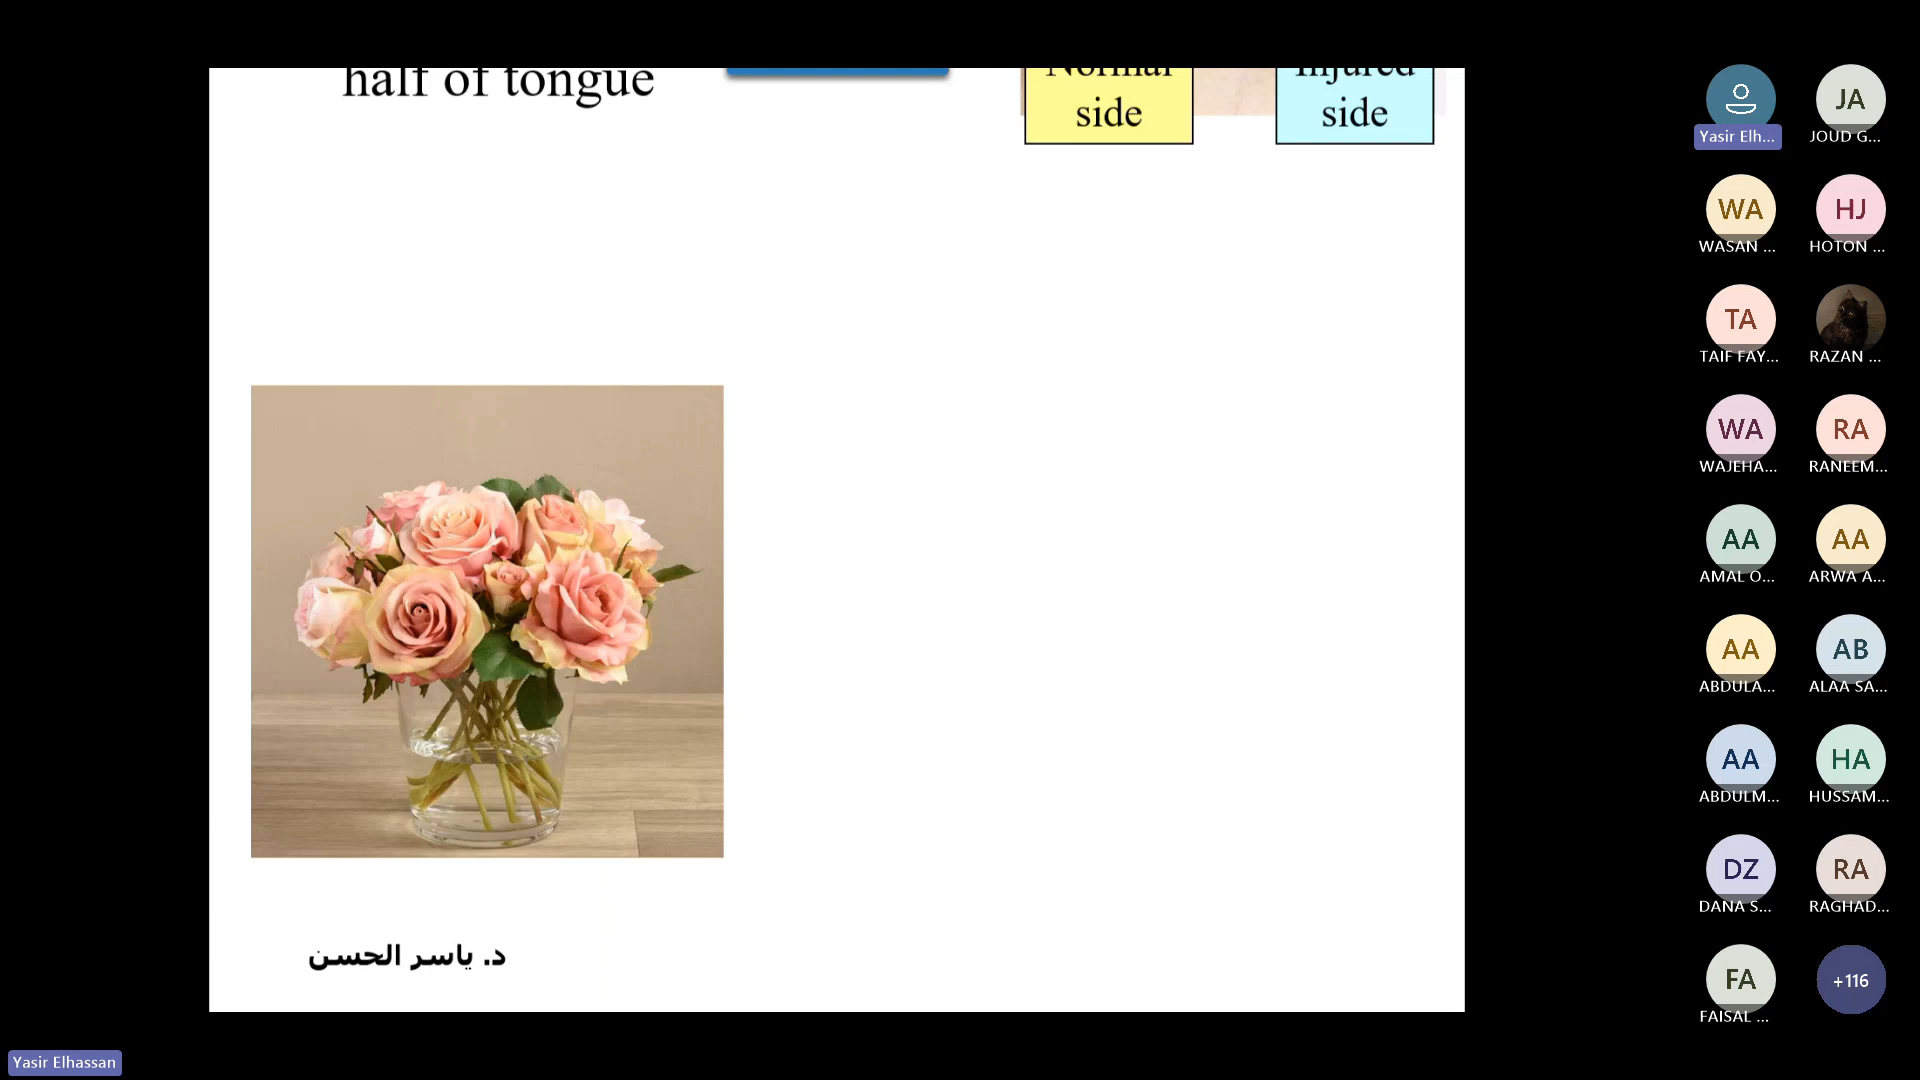 half of tongue
Normal
side
Injured
side
د. ياسر الحسن
Yasir Elh...
JA
JOUD G...
WA
WASAN ...
HJ
HOTON ...
TA
TAIF FAY...
RAZAN ...
WA
WAJEHA...
RA
RANEEM...
AA
AMAL O...
AA
ARWA A...
AA
ABDULA...
AB
ALAA SA...
AA
ABDULM...
HA
HUSSAM...
DZ
DANA S...
RA
RAGHAD...
FA
FAISAL ...
+116
Yasir Elhassan